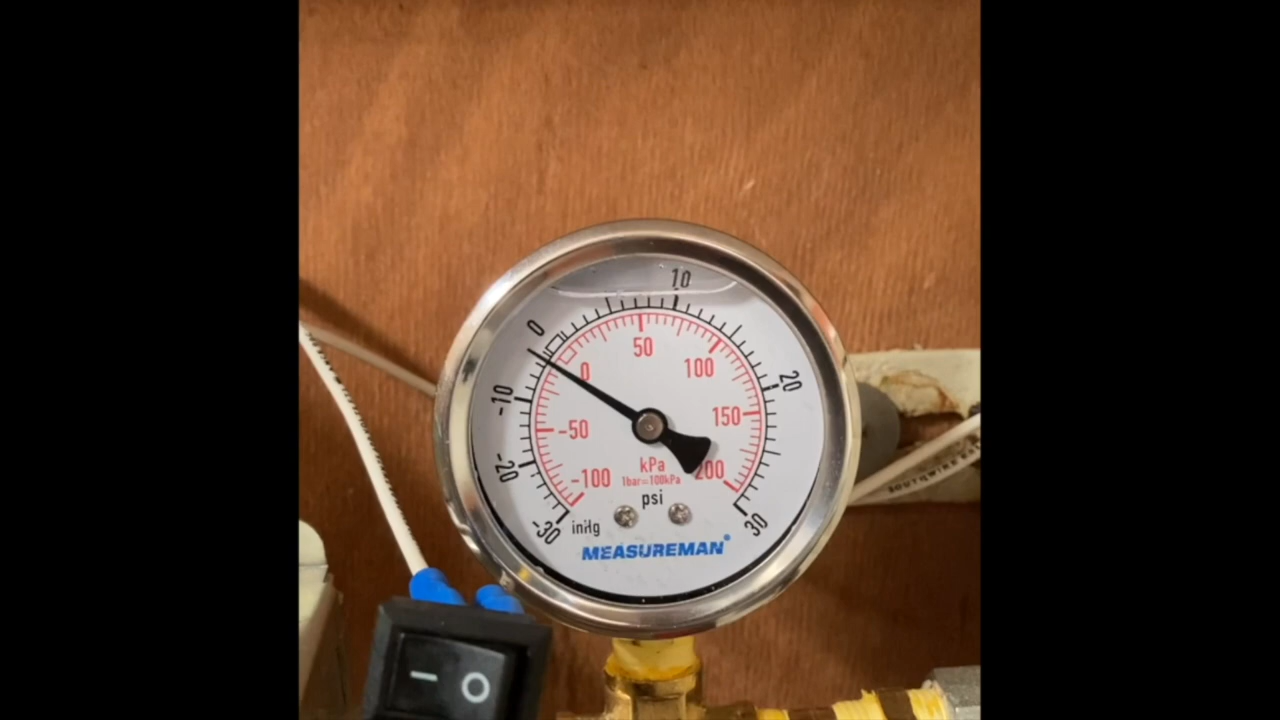 10
0
50
20
0
100
-10
-50
150
-20
-100
kPa
200
1bar=100kPa
psi
-30
inHg
30
MEASUREMAN®
SOUTHWIRE
— O